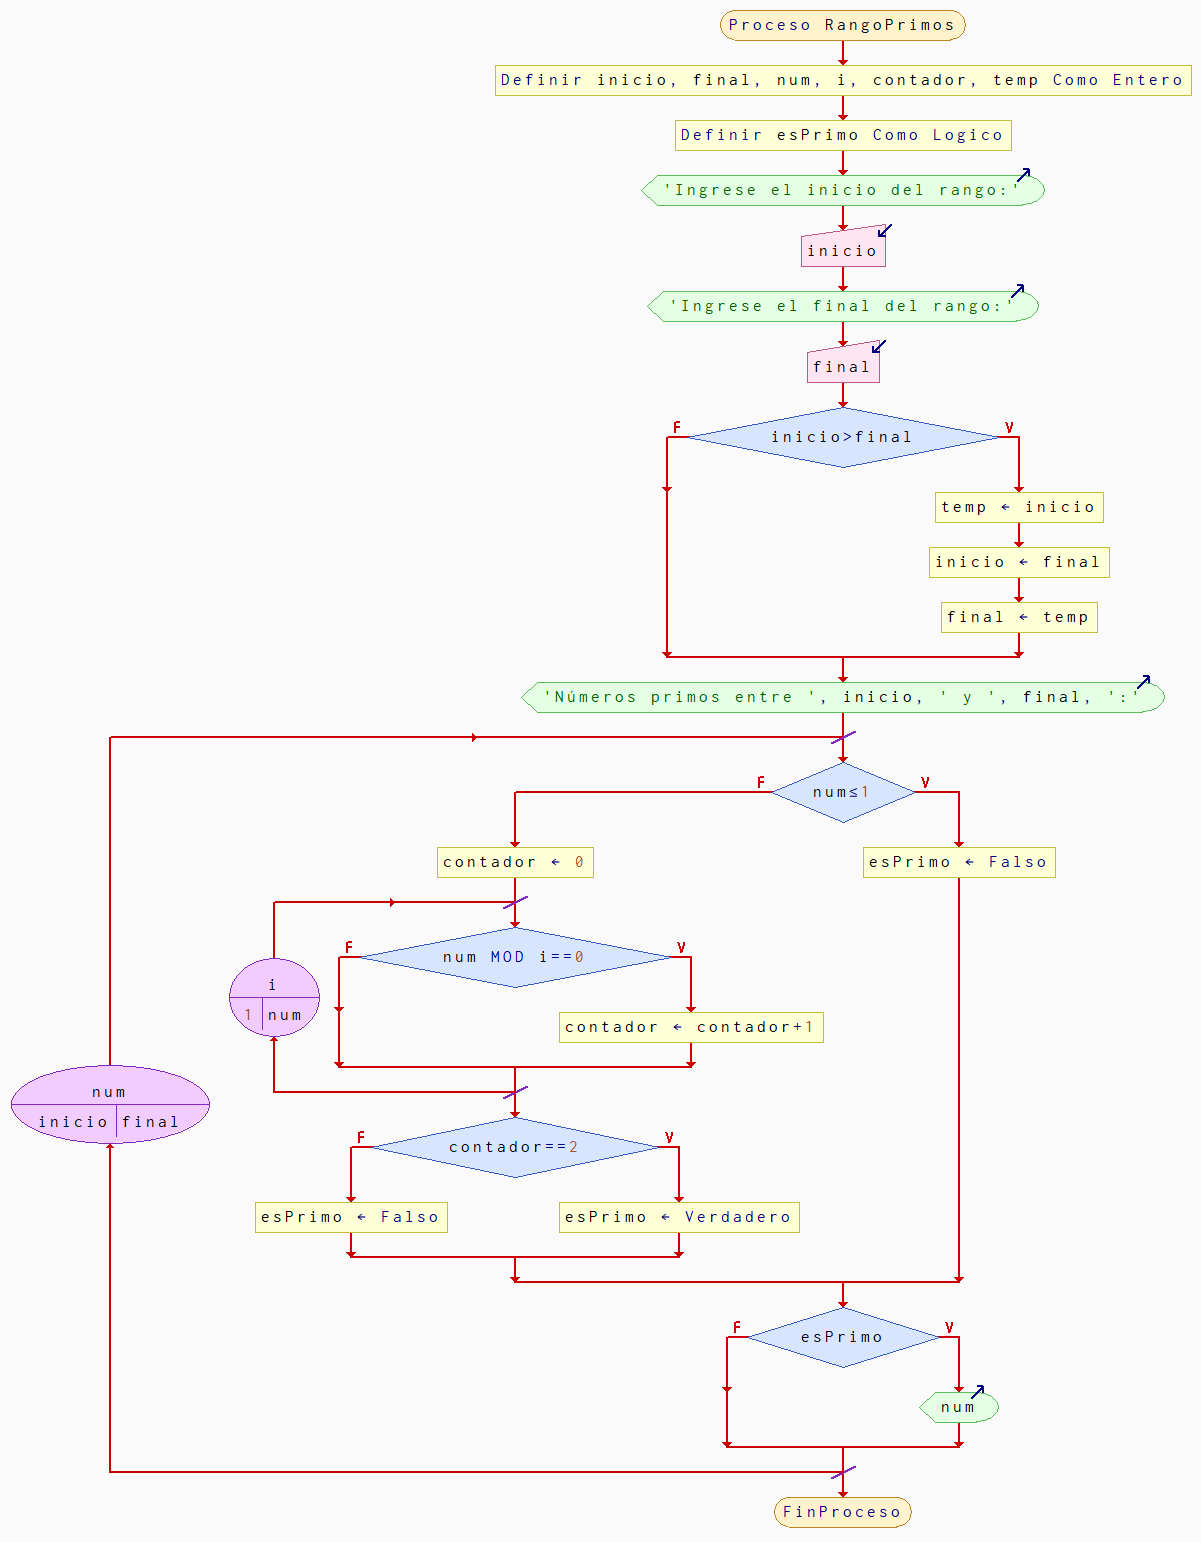 Proceso RangoPrimos
Definir inicio, final, num, i, contador, temp Como Entero
Definir esPrimo Como Logico
'Ingrese el inicio del rango:'
inicio
'Ingrese el final del rango:'
final
F
V
inicio>final
temp ← inicio
inicio ← final
final ← temp
'Números primos entre ', inicio, ' y ', final, ':'
F
V
num≤1
contador ← 0
esPrimo ← Falso
F
V
num MOD i==0
i
1 num
contador ← contador+1
num
inicio final
F
V
contador==2
esPrimo ← Falso
esPrimo ← Verdadero
F
V
esPrimo
num
FinProceso